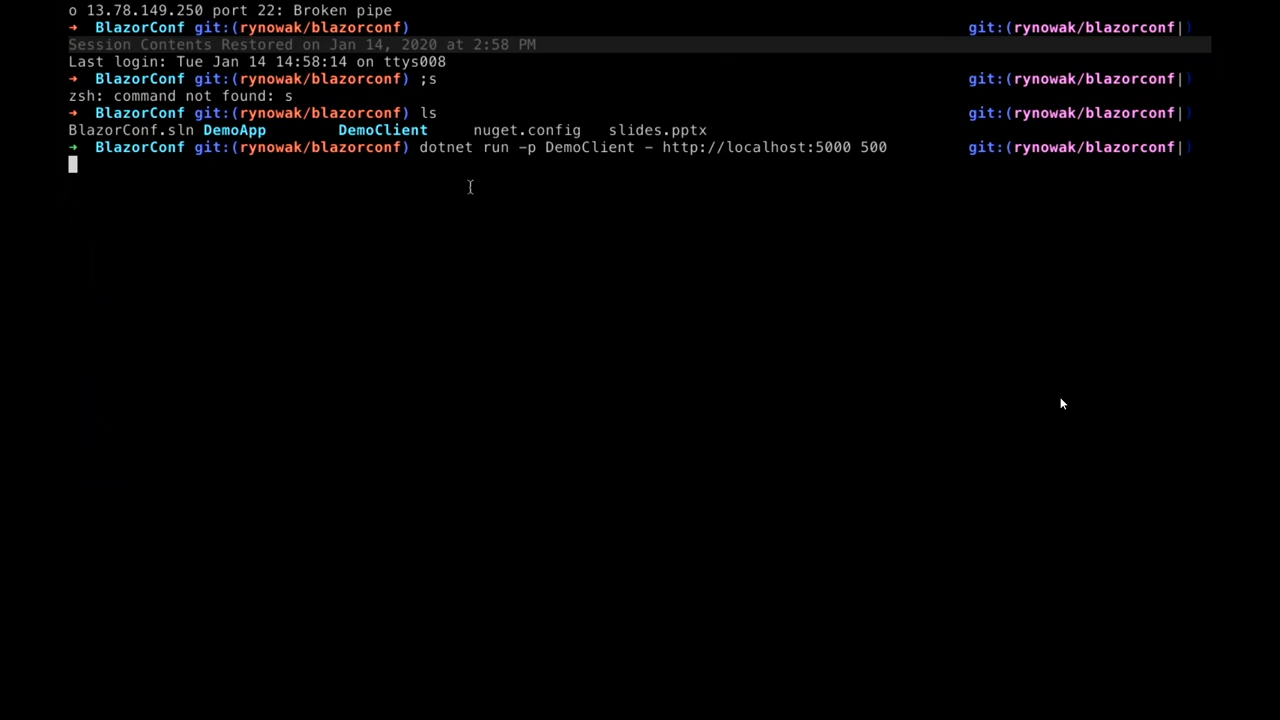 o 13.78.149.250 port 22: Broken pipe
➜ BlazorConf git:(rynowak/blazorconf) git:(rynowak/blazorconf|)
Session Contents Restored on Jan 14, 2020 at 2:58 PM
Last login: Tue Jan 14 14:58:14 on ttys008
➜ BlazorConf git:(rynowak/blazorconf) ;s git:(rynowak/blazorconf|)
zsh: command not found: s
➜ BlazorConf git:(rynowak/blazorconf) ls git:(rynowak/blazorconf|)
BlazorConf.sln DemoApp DemoClient nuget.config slides.pptx
➜ BlazorConf git:(rynowak/blazorconf) dotnet run -p DemoClient - http://localhost:5000 500 git:(rynowak/blazorconf|)